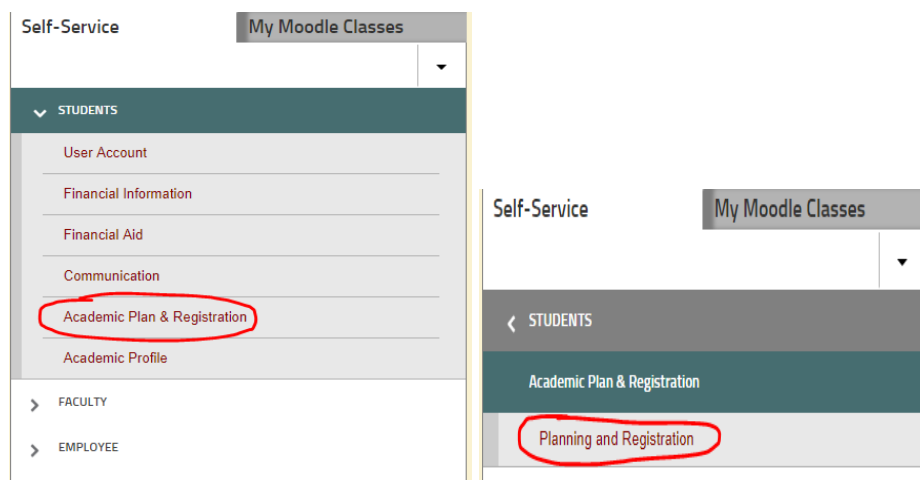 Self-Service
My Moodle Classes
STUDENTS
User Account
Financial Information
Financial Aid
Communication
Academic Plan & Registration
Academic Profile
FACULTY
EMPLOYEE
Self-Service
My Moodle Classes
STUDENTS
Academic Plan & Registration
Planning and Registration